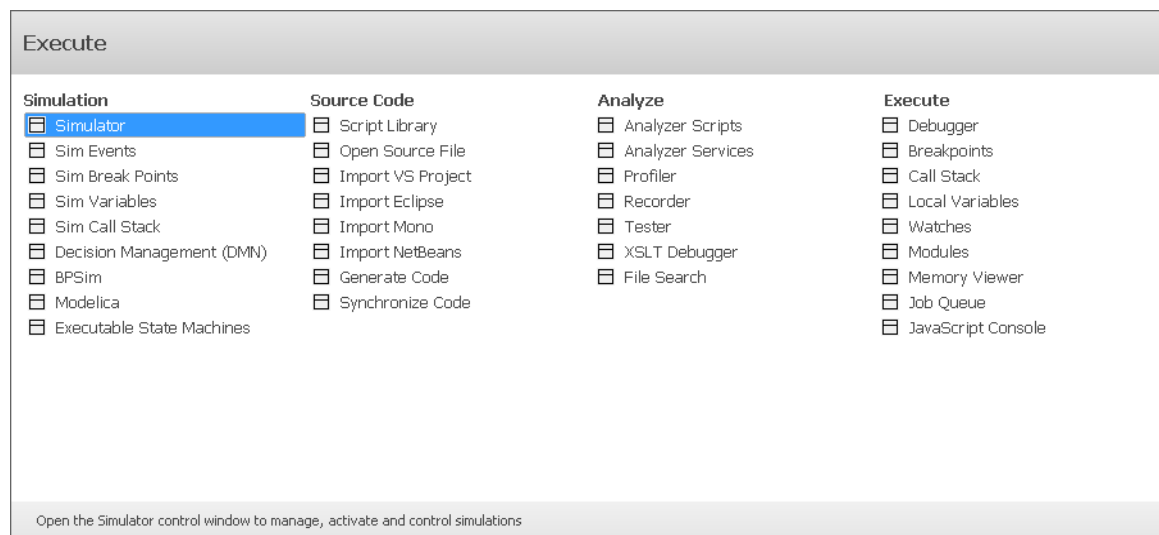 Execute
Simulation
Simulator
Sim Events
Sim Break Points
Sim Variables
Sim Call Stack
Decision Management (DMN)
BPSim
Modelica
Executable State Machines
Source Code
Script Library
Open Source File
Import VS Project
Import Eclipse
Import Mono
Import NetBeans
Generate Code
Synchronize Code
Analyze
Analyzer Scripts
Analyzer Services
Profiler
Recorder
Tester
XSLT Debugger
File Search
Execute
Debugger
Breakpoints
Call Stack
Local Variables
Watches
Modules
Memory Viewer
Job Queue
JavaScript Console
Open the Simulator control window to manage, activate and control simulations